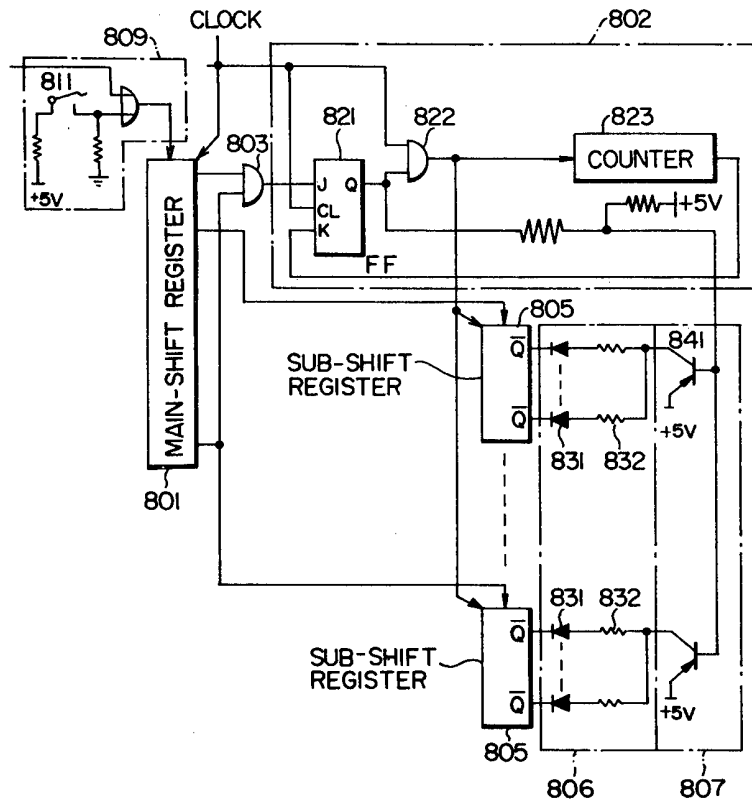 CLOCK
809
802
811
+5V
803
821
J Q
CL
K
FF
822
823
COUNTER
+5V
MAIN-SHIFT REGISTER
801
805
SUB-SHIFT
REGISTER
Q̅
Q̅
831
832
841
+5V
831
832
SUB-SHIFT
REGISTER
Q̅
Q̅
+5V
805
806
807